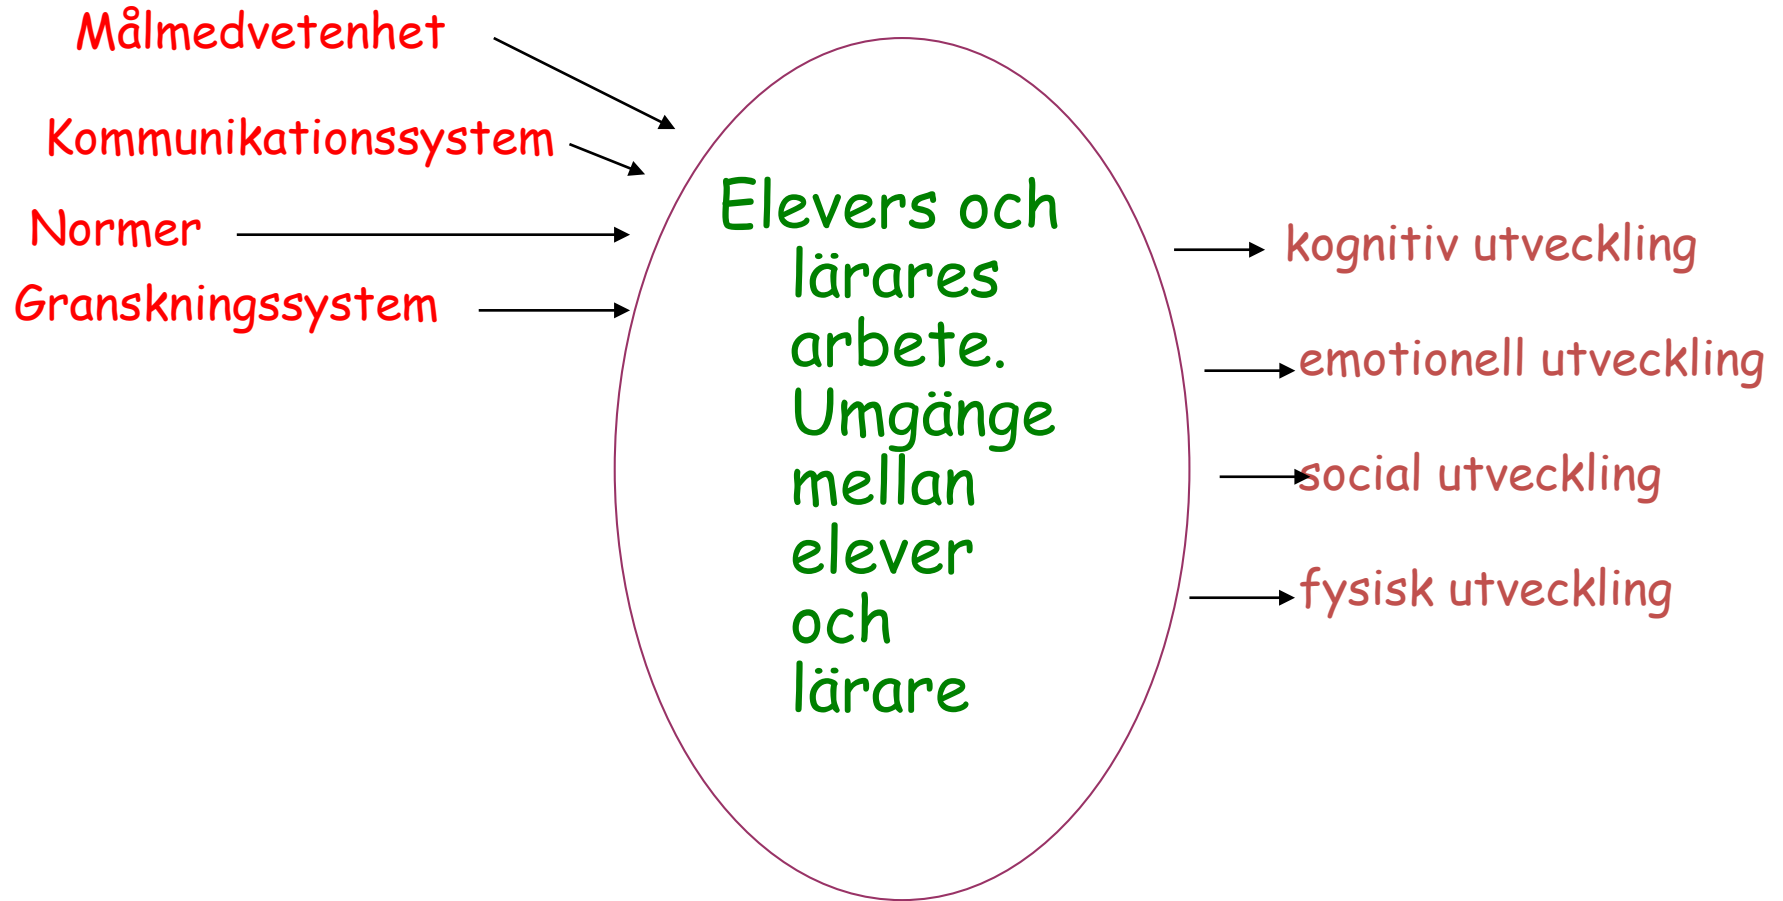 Målmedvetenhet
Kommunikationssystem
Normer
Granskningssystem
Elevers och
lärares
arbete.
Umgänge
mellan
elever
och
lärare
kognitiv utveckling
emotionell utveckling
social utveckling
fysisk utveckling